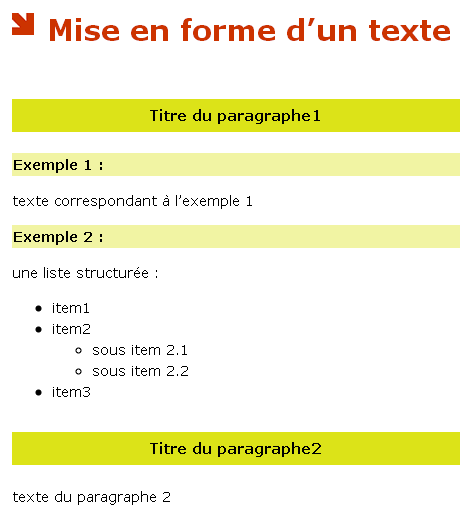 Mise en forme d’un texte
Titre du paragraphe1
Exemple 1 :
texte correspondant à l’exemple 1
Exemple 2 :
une liste structurée :
item1
item2
sous item 2.1
sous item 2.2
item3
Titre du paragraphe2
texte du paragraphe 2